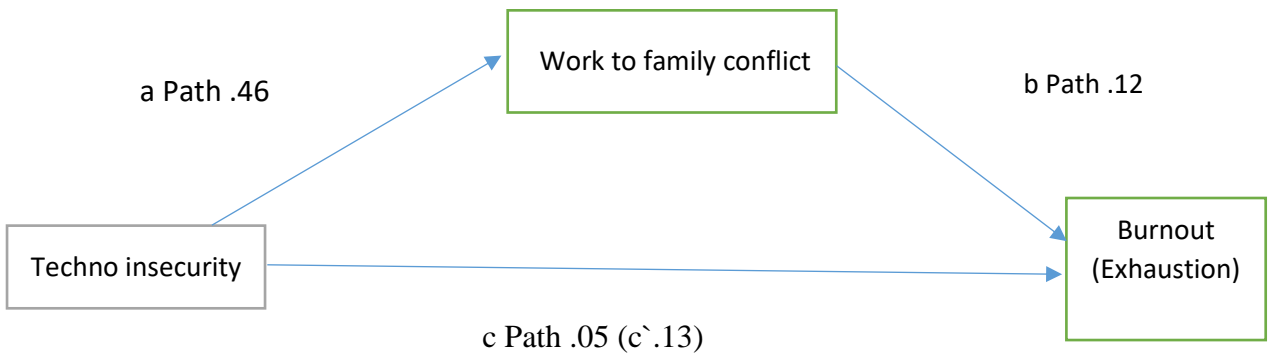 Work to family conflict
a Path .46
b Path .12
Techno insecurity
Burnout
(Exhaustion)
c Path .05 (c`.13)